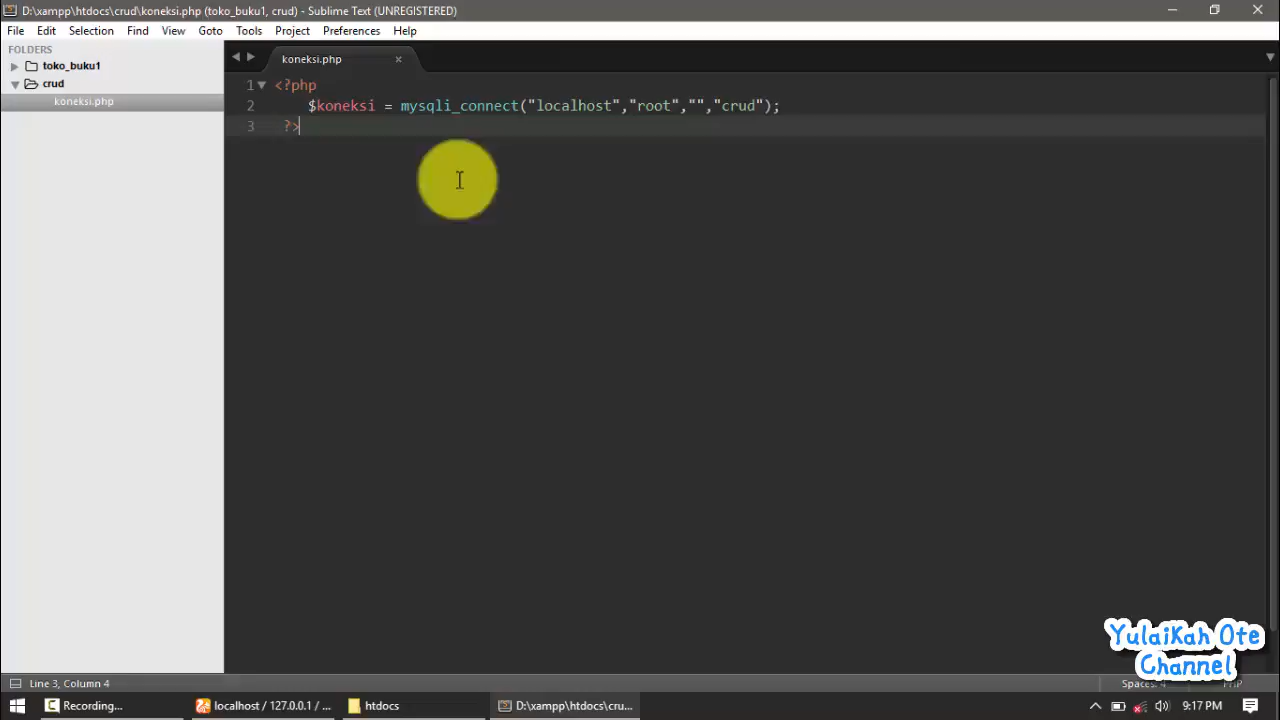 D:\xampp\htdocs\crud\koneksi.php (toko_buku1, crud) - Sublime Text (UNREGISTERED)
File Edit Selection Find View Goto Tools Project Preferences Help
FOLDERS
toko_buku1
crud
koneksi.php
koneksi.php
1 <?php
2 $koneksi = mysqli_connect("localhost","root","","crud");
3 ?>
YulaiKah Ote
Channel
Line 3, Column 4
Spaces: 4
PHP
Recording...
localhost / 127.0.0.1 / ...
htdocs
D:\xampp\htdocs\cru...
9:17 PM